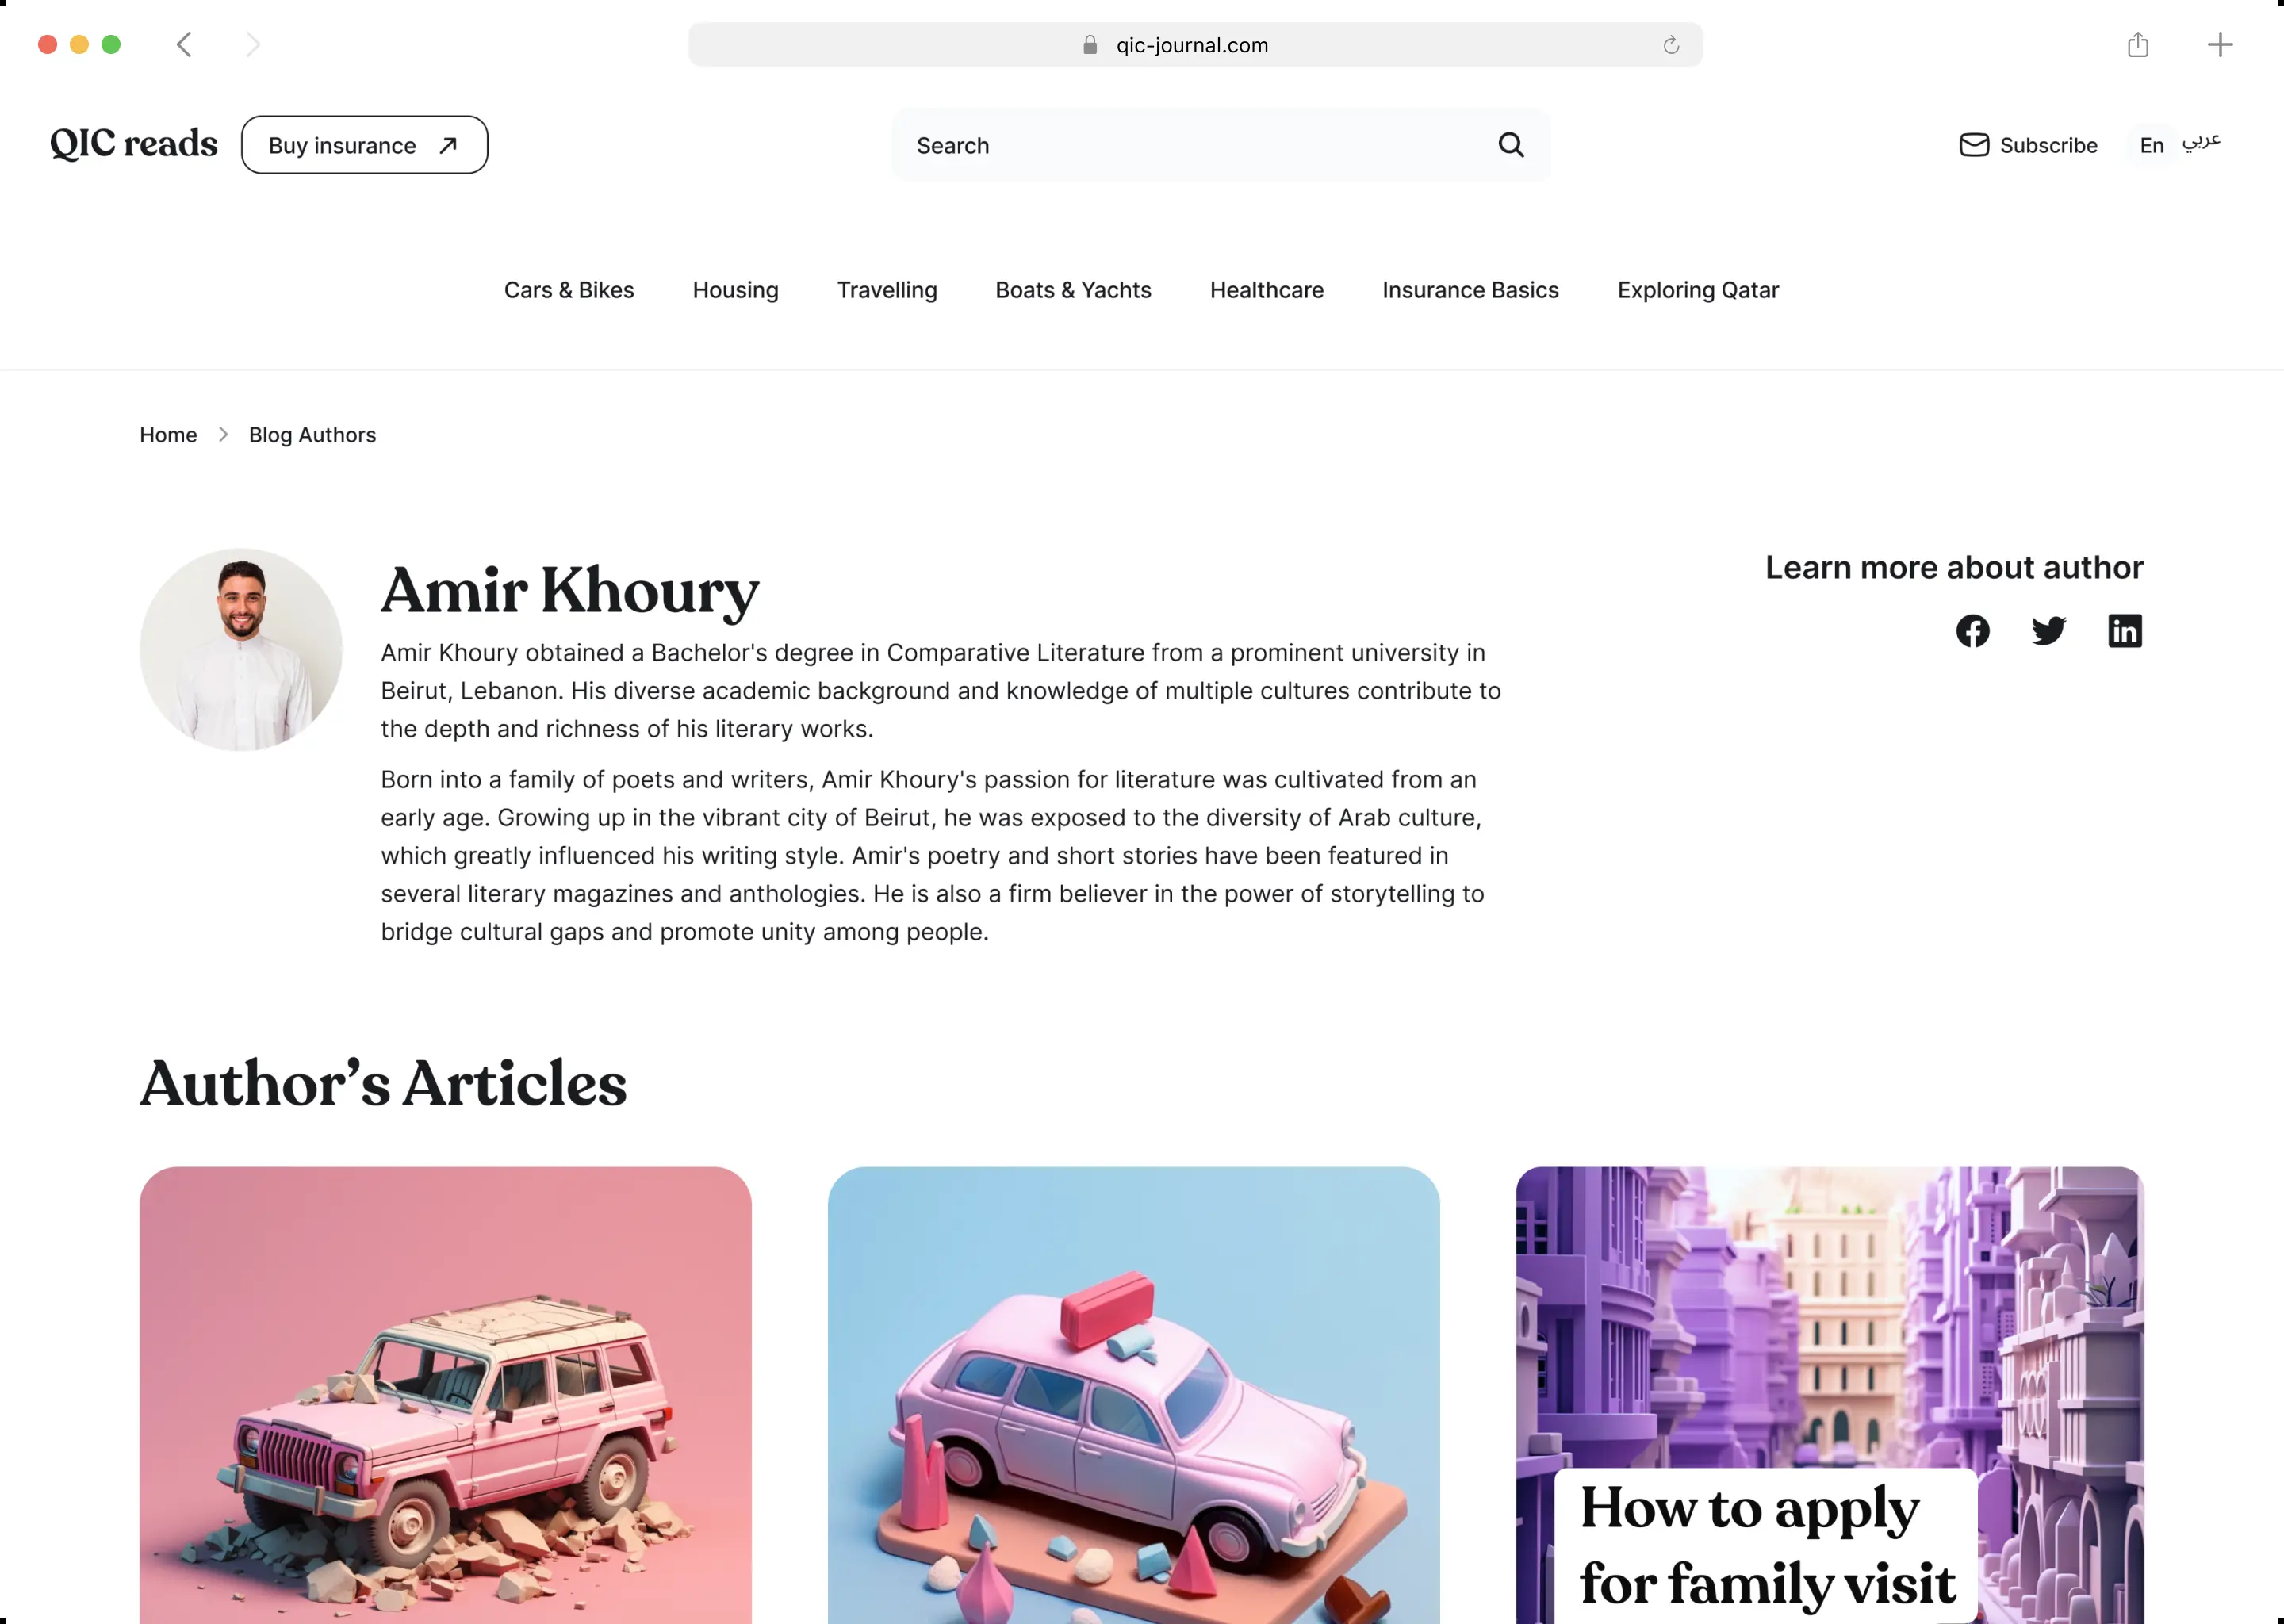 qic-journal.com
QIC reads
Buy insurance
Search
Subscribe
En
عربي
Cars & Bikes
Housing
Travelling
Boats & Yachts
Healthcare
Insurance Basics
Exploring Qatar
Home
Blog Authors
Amir Khoury
Learn more about author
Amir Khoury obtained a Bachelor's degree in Comparative Literature from a prominent university in
Beirut, Lebanon. His diverse academic background and knowledge of multiple cultures contribute to
the depth and richness of his literary works.
Born into a family of poets and writers, Amir Khoury's passion for literature was cultivated from an
early age. Growing up in the vibrant city of Beirut, he was exposed to the diversity of Arab culture,
which greatly influenced his writing style. Amir's poetry and short stories have been featured in
several literary magazines and anthologies. He is also a firm believer in the power of storytelling to
bridge cultural gaps and promote unity among people.
Author’s Articles
How to apply
for family visit